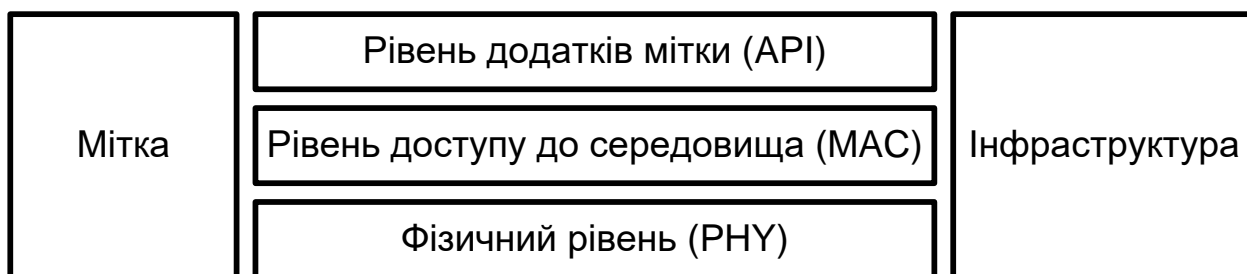 Рівень додатків мітки (API)
Мітка
Рівень доступу до середовища (MAC)
Інфраструктура
Фізичний рівень (PHY)